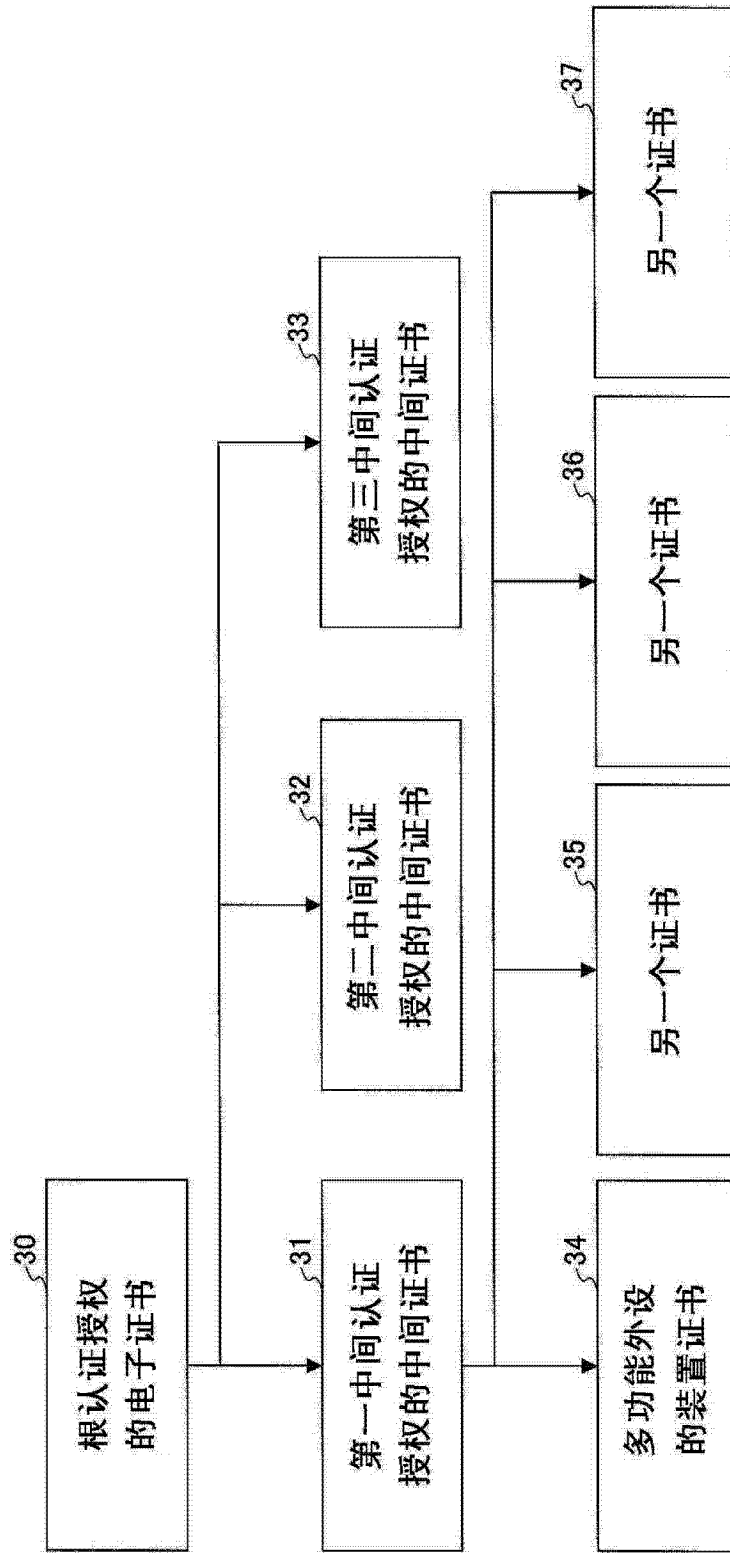 30
根认证授权
的电子证书
31
第一中间认证
授权的中间证书
32
第二中间认证
授权的中间证书
33
第三中间认证
授权的中间证书
34
多功能外设
的装置证书
35
另一个证书
36
另一个证书
37
另一个证书